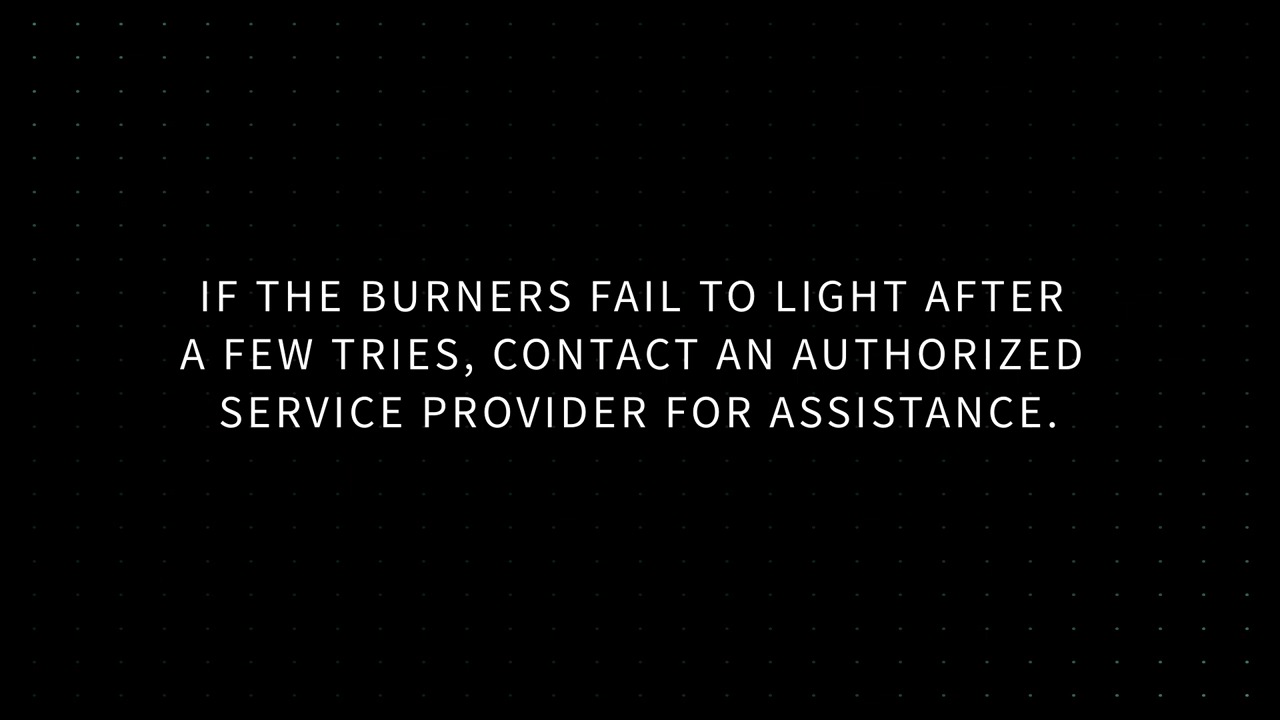 IF THE BURNERS FAIL TO LIGHT AFTER
A FEW TRIES, CONTACT AN AUTHORIZED
SERVICE PROVIDER FOR ASSISTANCE.